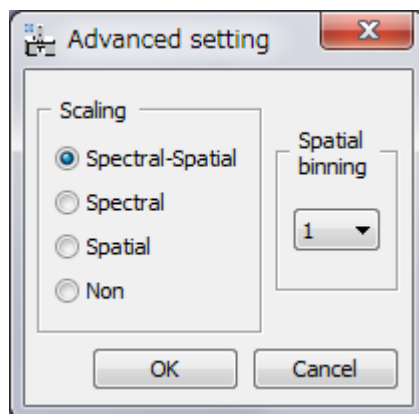 Advanced setting
Scaling
Spectral-Spatial
Spectral
Spatial
Non
Spatial
binning
1
OK
Cancel